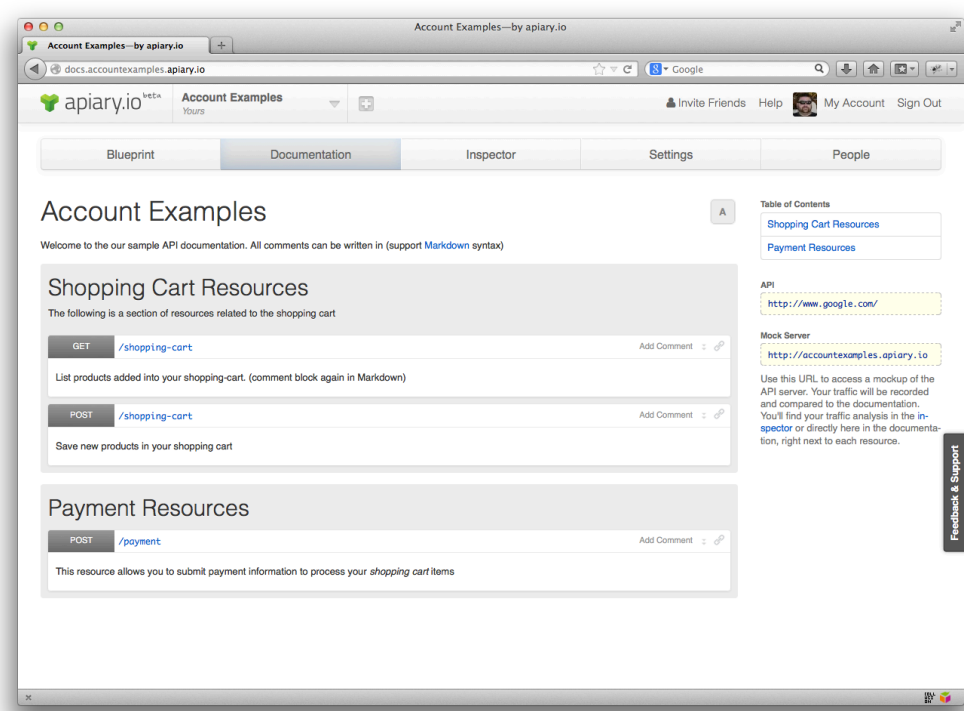 Account Examples—by apiary.io
Account Examples—by apiary.io
docs.accountexamples.apiary.io
Google
apiary.io beta
Account Examples
Yours
Invite Friends Help My Account Sign Out
Blueprint Documentation Inspector Settings People
Account Examples
A
Welcome to the our sample API documentation. All comments can be written in (support Markdown syntax)
Shopping Cart Resources
The following is a section of resources related to the shopping cart
GET /shopping-cart Add Comment
List products added into your shopping-cart. (comment block again in Markdown)
POST /shopping-cart Add Comment
Save new products in your shopping cart
Payment Resources
POST /payment Add Comment
This resource allows you to submit payment information to process your shopping cart items
Table of Contents
Shopping Cart Resources
Payment Resources
API
http://www.google.com/
Mock Server
http://accountexamples.apiary.io
Use this URL to access a mockup of the
API server. Your traffic will be recorded
and compared to the documentation.
You'll find your traffic analysis in the in-
spector or directly here in the documenta-
tion, right next to each resource.
Feedback & Support